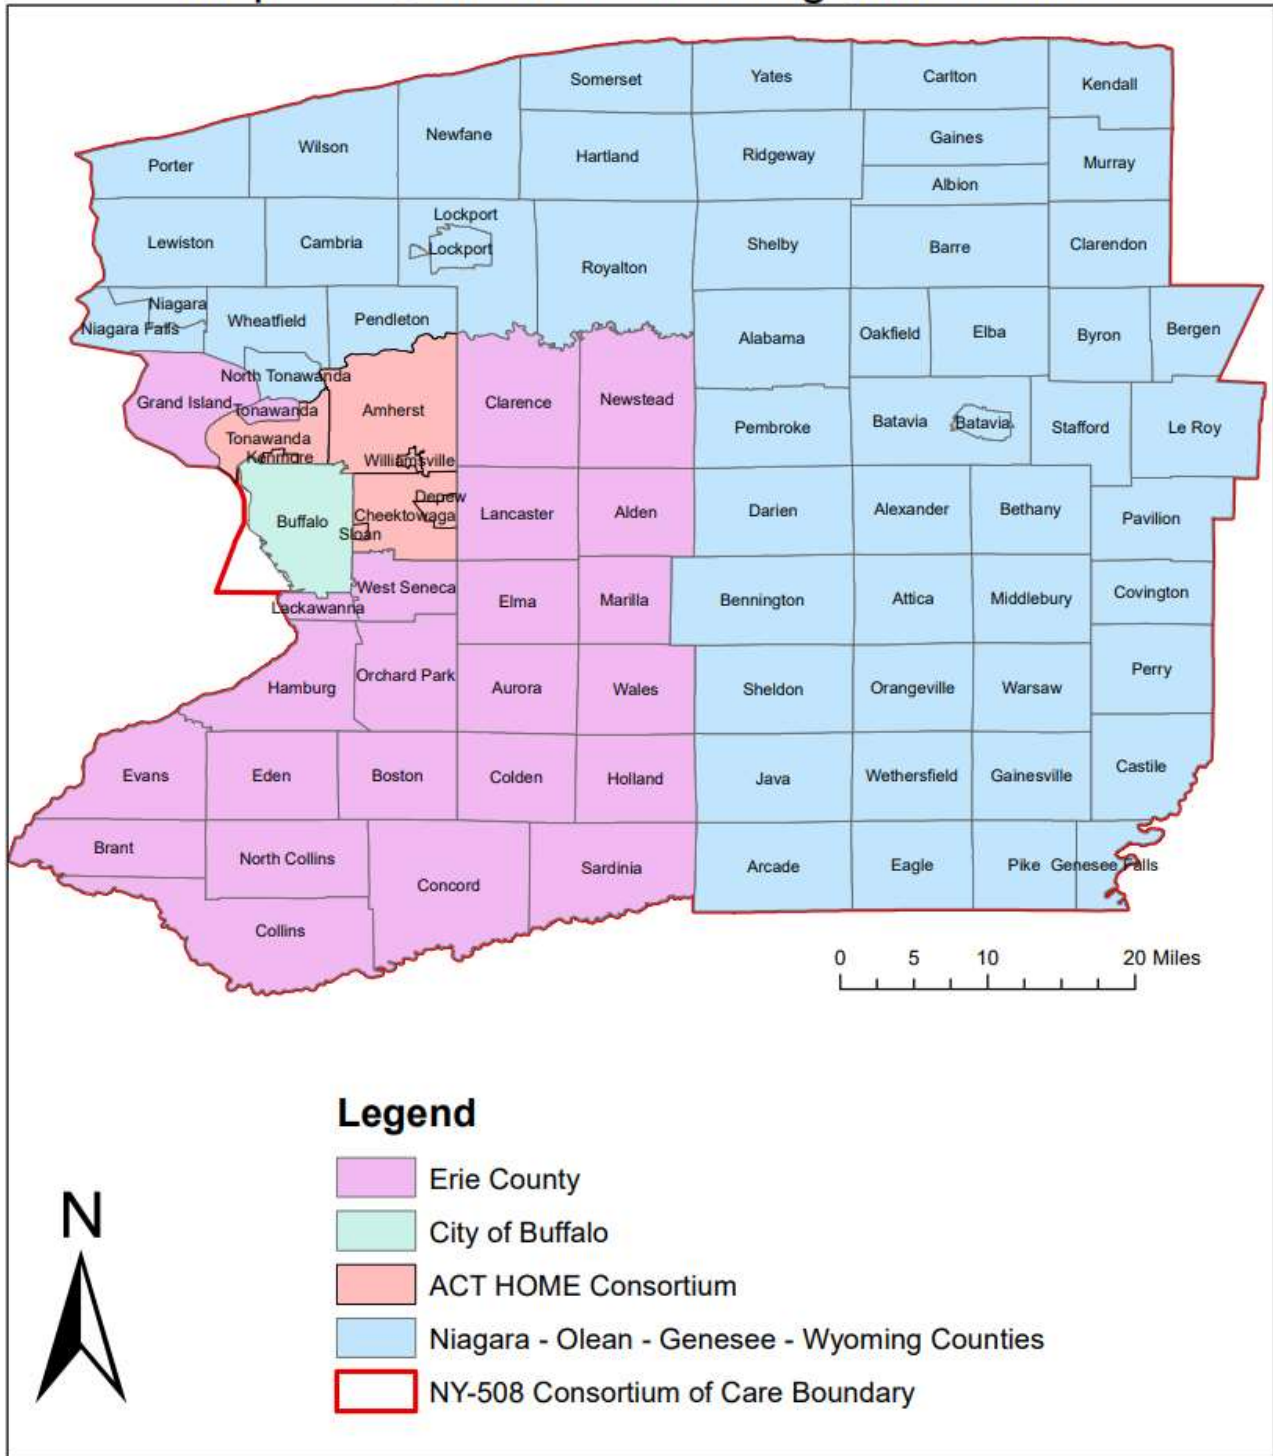 Somerset
Yates
Carlton
Kendall
Newfane
Wilson
Porter
Hartland
Ridgeway
Gaines
Murray
Albion
Lockport
Lockport
Lewiston
Cambria
Royalton
Shelby
Barre
Clarendon
Niagara
Niagara Falls
Wheatfield
Pendleton
Alabama
Oakfield
Elba
Byron
Bergen
North Tonawanda
Grand Island
Tonawanda
Amherst
Clarence
Newstead
Tonawanda
Kenmore
Williamsville
Pembroke
Batavia
Batavia
Stafford
Le Roy
Depew
Cheektowaga
Sloan
Buffalo
Lancaster
Alden
Darien
Alexander
Bethany
Pavilion
West Seneca
Lackawanna
Elma
Marilla
Bennington
Attica
Middlebury
Covington
Hamburg
Orchard Park
Aurora
Wales
Sheldon
Orangeville
Warsaw
Perry
Evans
Eden
Boston
Colden
Holland
Java
Wethersfield
Gainesville
Castile
Brant
North Collins
Concord
Sardinia
Arcade
Eagle
Pike
Genesee Falls
Collins
0 5 10 20 Miles
Legend
Erie County
City of Buffalo
ACT HOME Consortium
Niagara - Olean - Genesee - Wyoming Counties
NY-508 Consortium of Care Boundary
N